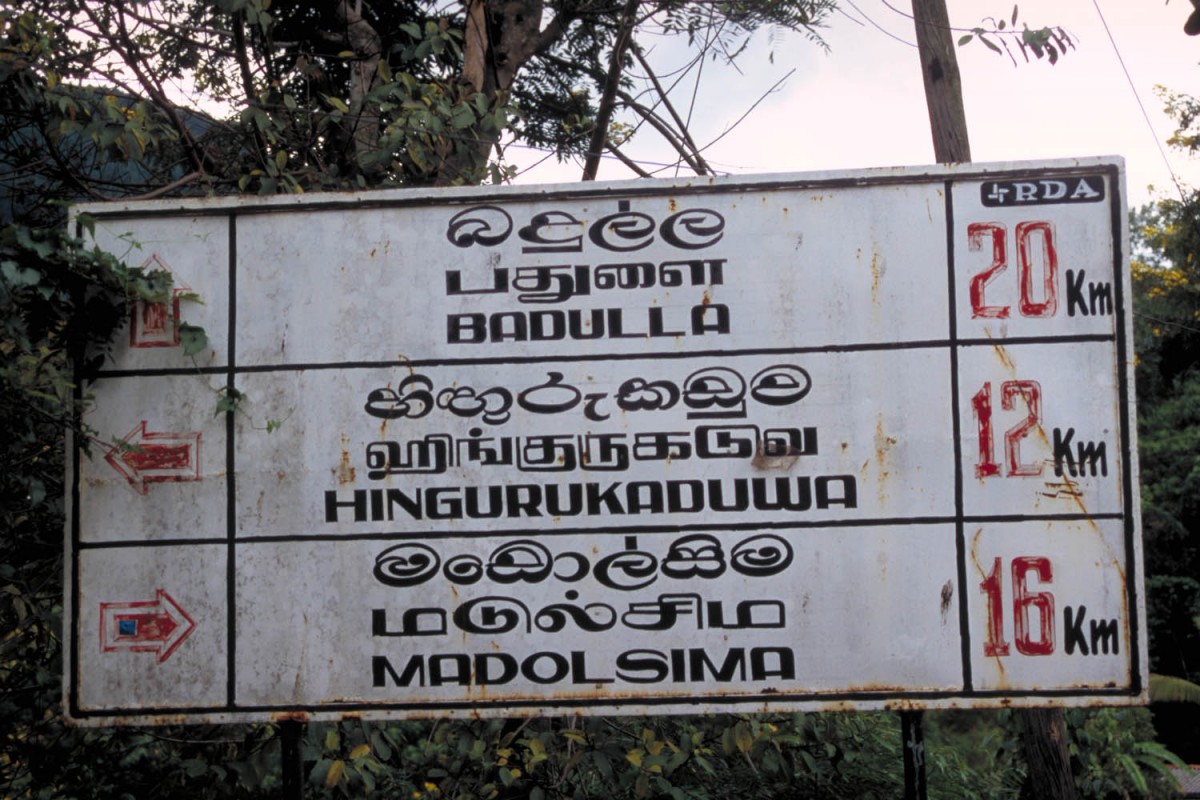 RDA
බදුල්ල
பதுளை
BADULLA
20 Km
හිඟුරුකඩුව
ஹிங்குருகடுவ
HINGURUKADUWA
12 Km
මඩොල්සිම
மடுல்சிம
MADOLSIMA
16 Km